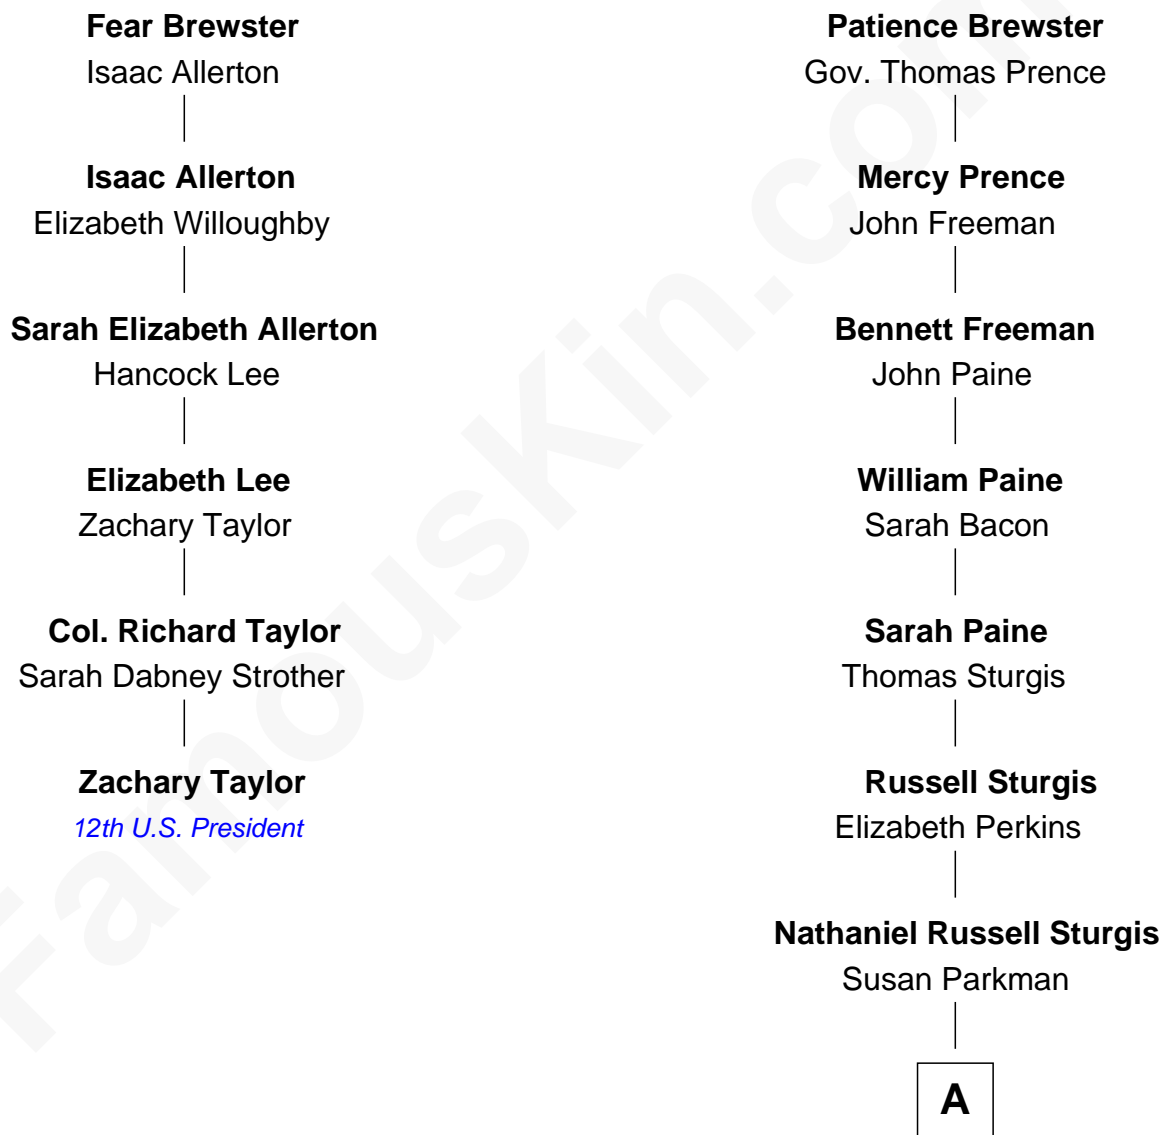 Fear Brewster
Isaac Allerton
Isaac Allerton
Elizabeth Willoughby
Sarah Elizabeth Allerton
Hancock Lee
Elizabeth Lee
Zachary Taylor
Col. Richard Taylor
Sarah Dabney Strother
Zachary Taylor
12th U.S. President
Patience Brewster
Gov. Thomas Prence
Mercy Prence
John Freeman
Bennett Freeman
John Paine
William Paine
Sarah Bacon
Sarah Paine
Thomas Sturgis
Russell Sturgis
Elizabeth Perkins
Nathaniel Russell Sturgis
Susan Parkman
A
FamousKin.com